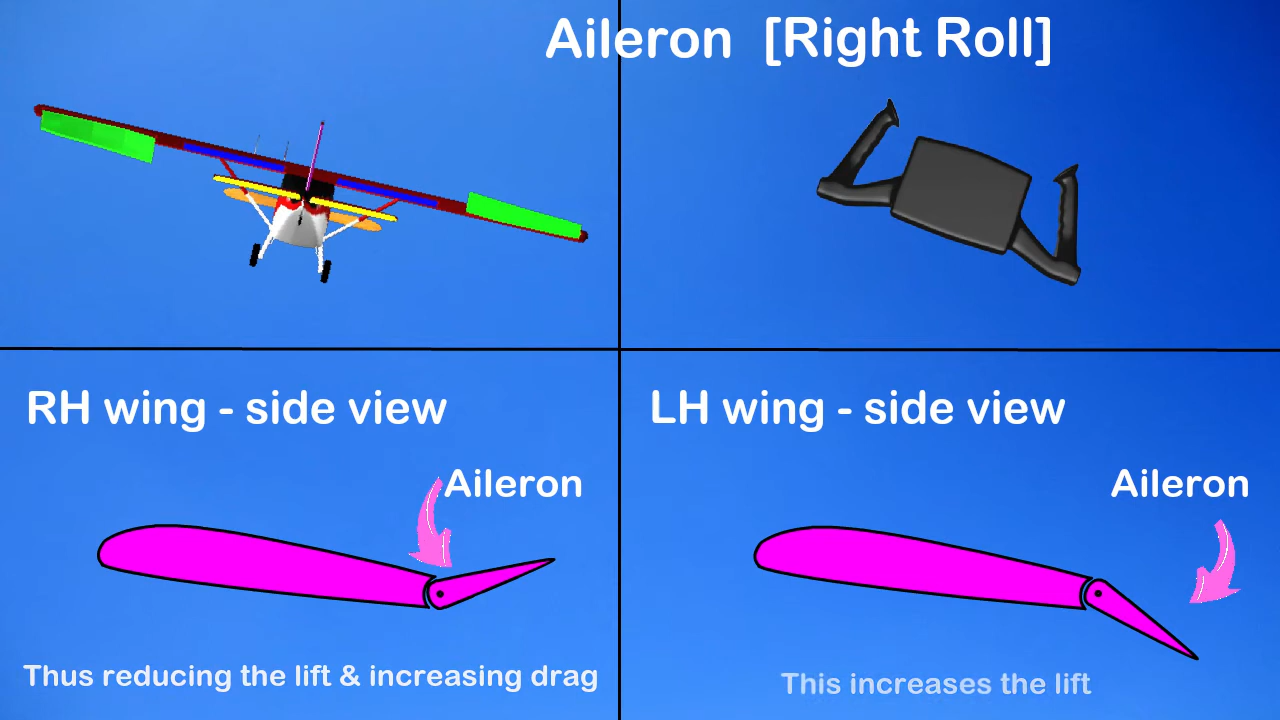 Aileron [Right Roll]
RH wing - side view
LH wing - side view
Aileron
Aileron
Thus reducing the lift & increasing drag
This increases the lift